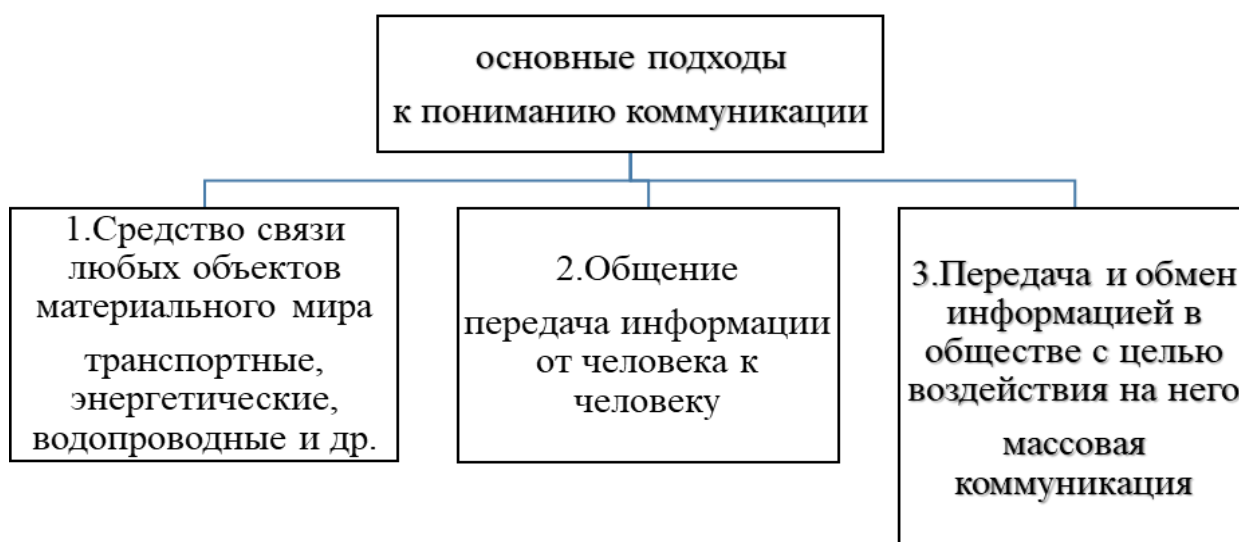 основные подходы
к пониманию коммуникации
1.Средство связи
любых объектов
материального мира
транспортные,
энергетические,
водопроводные и др.
2.Общение
передача информации
от человека к
человеку
3.Передача и обмен
информацией в
обществе с целью
воздействия на него
массовая
коммуникация